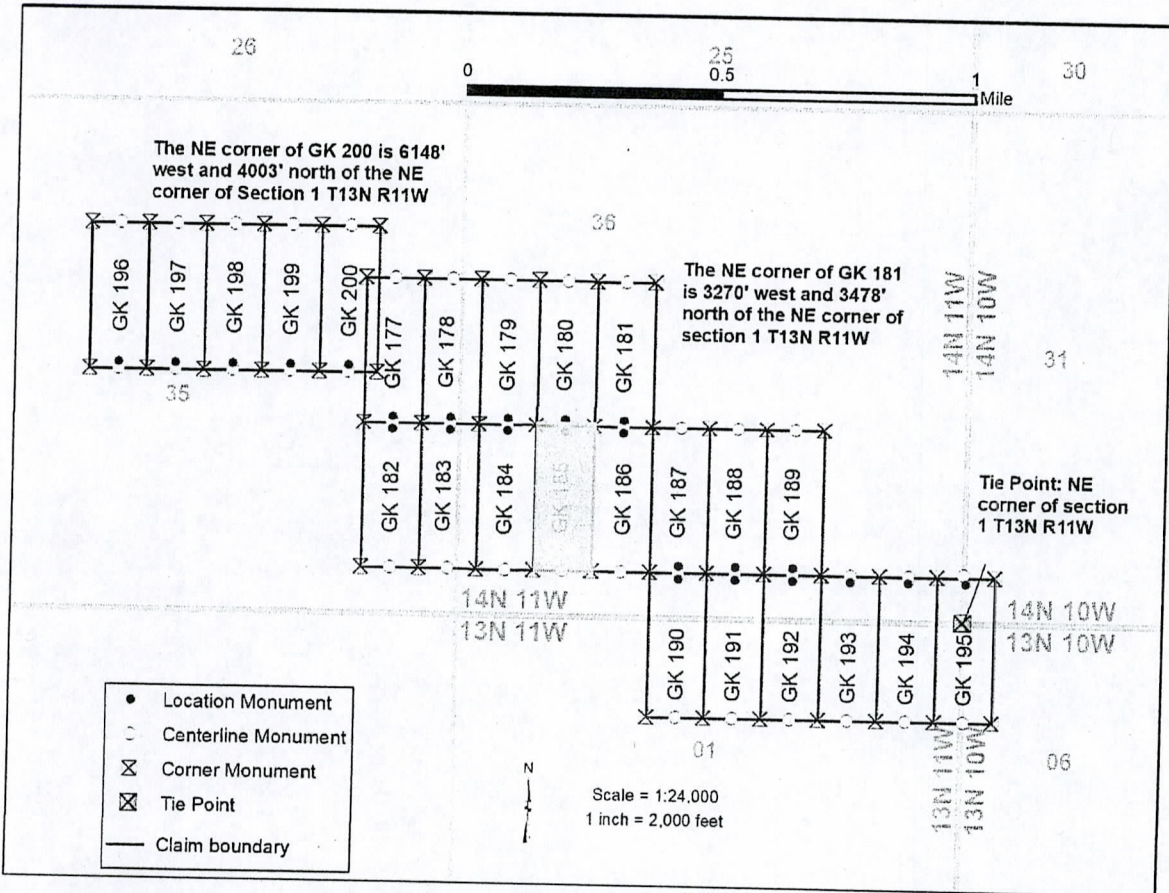 26
25
30
0
0.5
1
Mile
The NE corner of GK 200 is 6148'
west and 4003' north of the NE
corner of Section 1 T13N R11W
36
The NE corner of GK 181
is 3270' west and 3478'
north of the NE corner of
section 1 T13N R11W
14N 11W
14N 10W
31
GK 196
GK 197
GK 198
GK 199
GK 200
GK 177
GK 178
GK 179
GK 180
GK 181
35
Tie Point: NE
corner of section
1 T13N R11W
GK 182
GK 183
GK 184
GK 185
GK 186
GK 187
GK 188
GK 189
14N 11W
13N 11W
14N 10W
13N 10W
GK 190
GK 191
GK 192
GK 193
GK 194
GK 195
01
06
13N 11W
13N 10W
Location Monument
Centerline Monument
Corner Monument
Tie Point
Claim boundary
N
Scale = 1:24,000
1 inch = 2,000 feet